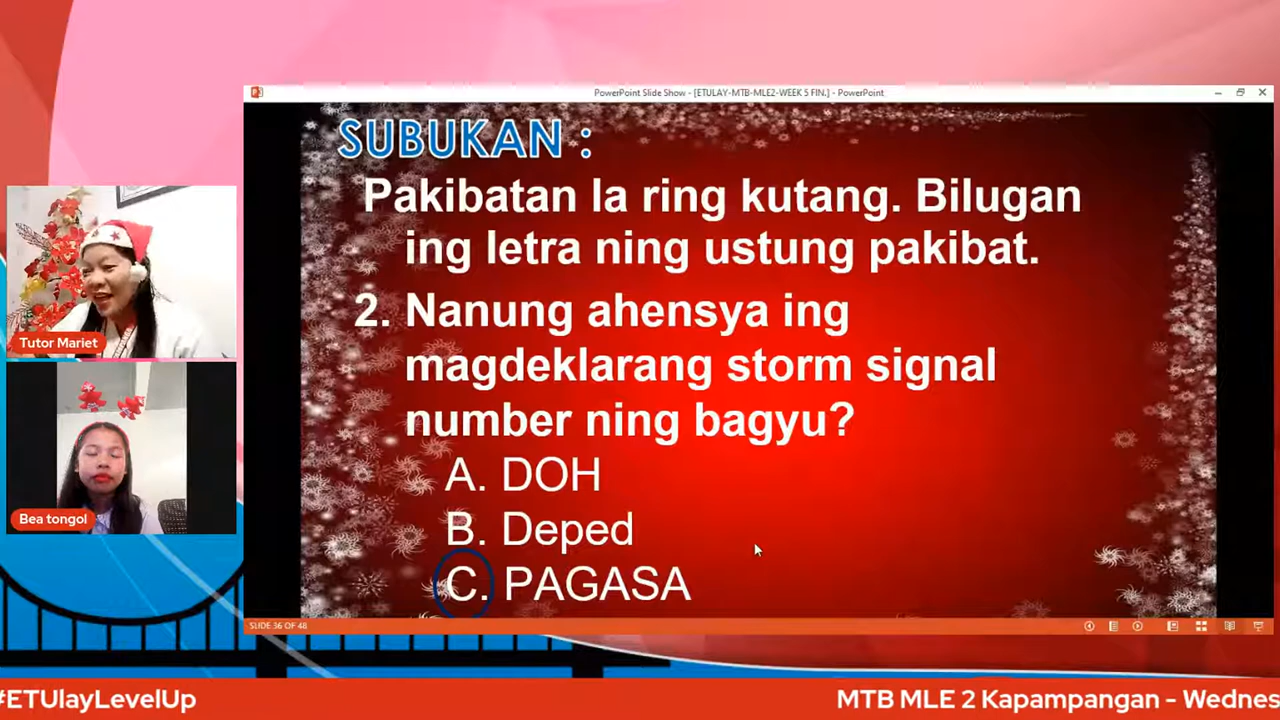 PowerPoint Slide Show - [ETULAY-MTB-MLE2-WEEK 5 FIN.] - PowerPoint
SUBUKAN :
Pakibatan la ring kutang. Bilugan
ing letra ning ustung pakibat.
2. Nanung ahensya ing
magdeklarang storm signal
number ning bagyu?
A. DOH
B. Deped
C. PAGASA
Tutor Mariet
Bea tongol
SLIDE 36 OF 48
#ETUlayLevelUp
MTB MLE 2 Kapampangan - Wednes